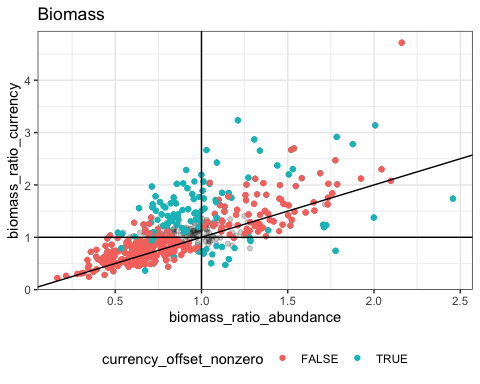 Biomass
biomass_ratio_currency
4
3
2
1
0
0.5 1.0 1.5 2.0 2.5
biomass_ratio_abundance
currency_offset_nonzero FALSE TRUE